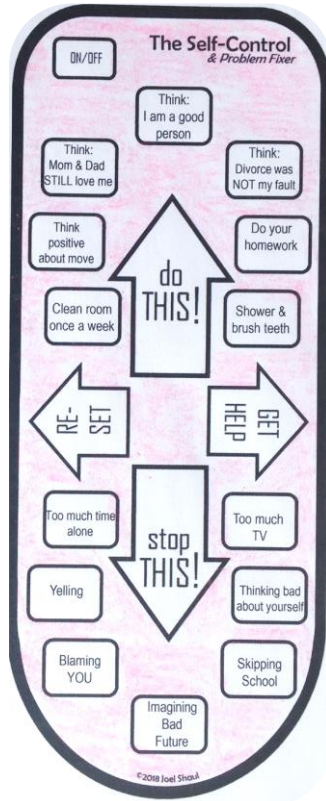 ON/OFF
The Self-Control
& Problem Fixer
Think:
I am a good
person
Think:
Mom & Dad
STILL love me
Think:
Divorce was
NOT my fault
Think
positive
about move
Do your
homework
do
THIS!
Clean room
once a week
Shower &
brush teeth
RE-
SET
GET
HELP
Too much time
alone
Too much
TV
stop
THIS!
Yelling
Thinking bad
about yourself
Blaming
YOU
Skipping
School
Imagining
Bad
Future
©2018 Joel Shaul